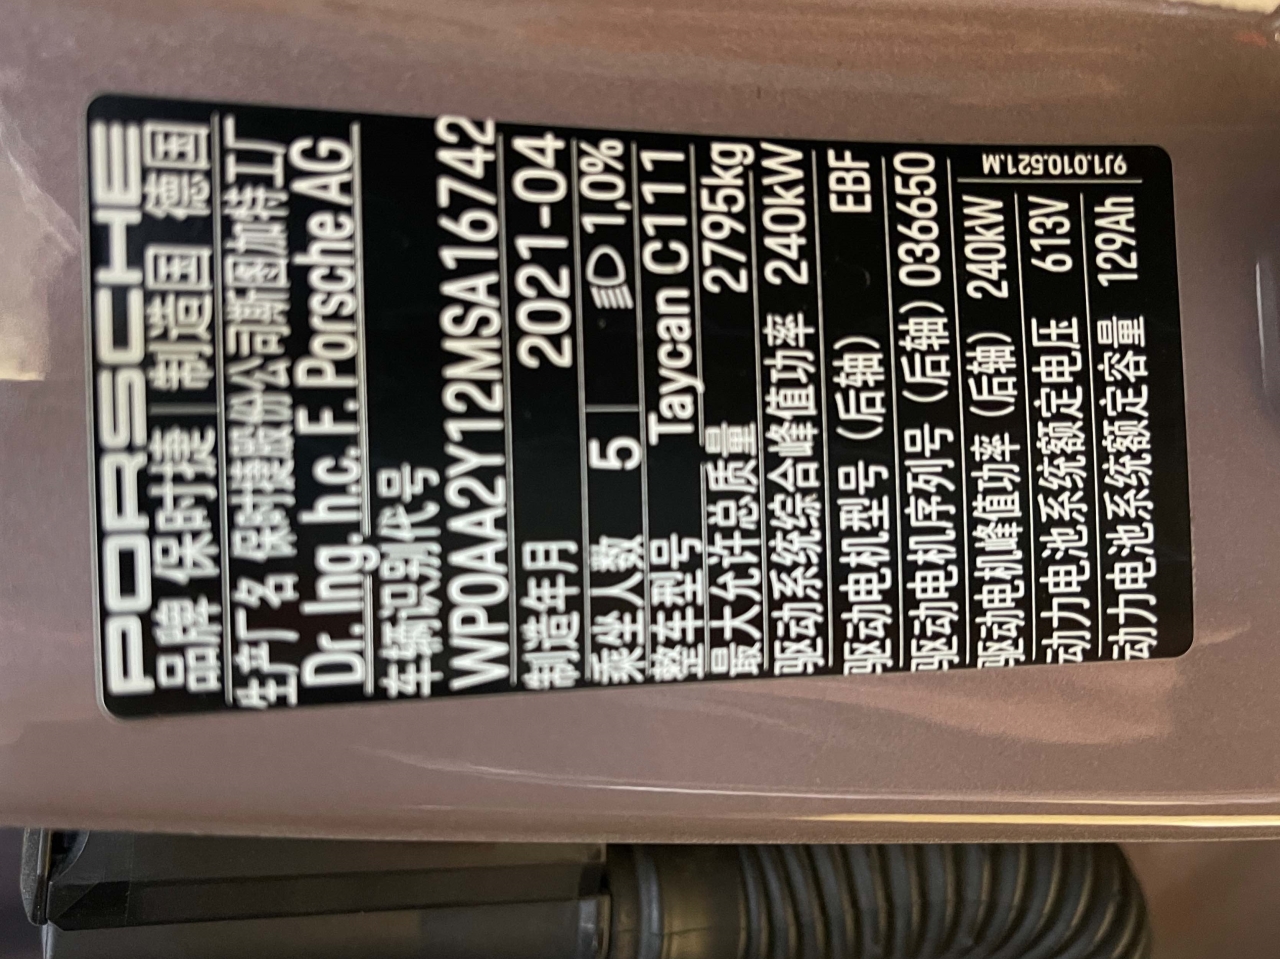 PORSCHE
品牌 保时捷 制造国 德国
生产厂名 保时捷股份公司斯图加特工厂
Dr. Ing. h.c. F. Porsche AG
车辆识别代号
WP0AA2Y12MSA16742
制造年月 2021-04
乘坐人数 5 1,0%
整车型号 Taycan C111
最大允许总质量 2795kg
驱动系统综合峰值功率 240kW
驱动电机型号(后轴) EBF
驱动电机序列号(后轴) 036650
驱动电机峰值功率(后轴) 240kW
动力电池系统额定电压 613V
动力电池系统额定容量 129Ah
9J1.010.521.M